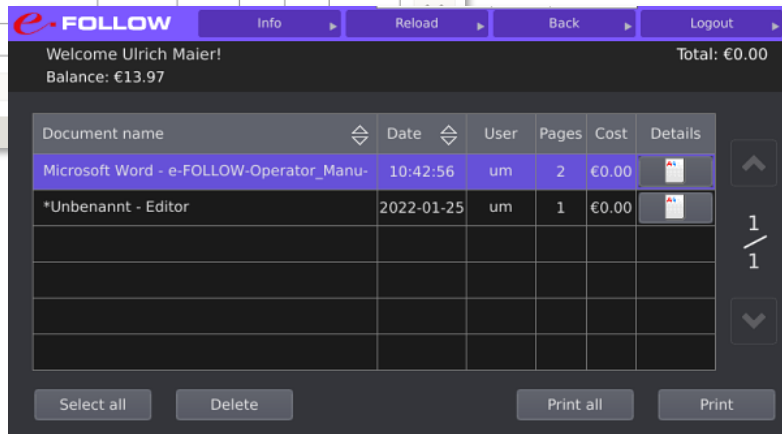 e-FOLLOW Info Reload Back Logout
Welcome Ulrich Maier! Total: €0.00
Balance: €13.97
Document name Date User Pages Cost Details
Microsoft Word - e-FOLLOW-Operator_Manu- 10:42:56 um 2 €0.00
*Unbenannt - Editor 2022-01-25 um 1 €0.00
1
1
Select all Delete Print all Print